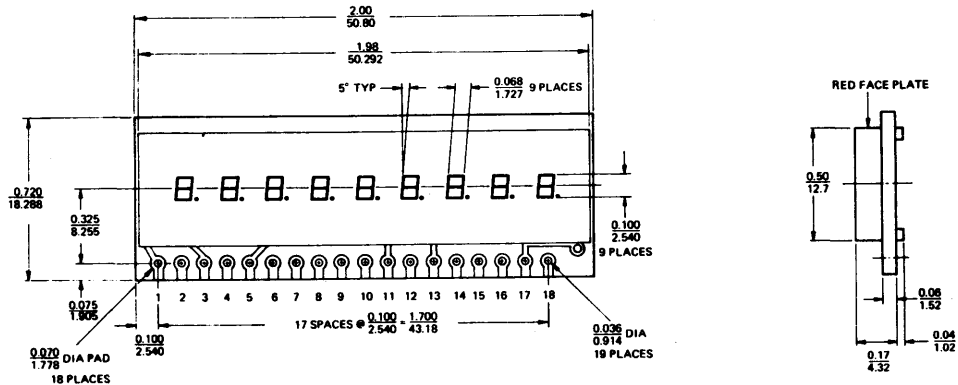 2.00
50.80
1.98
50.292
5° TYP
0.068
1.727
9 PLACES
RED FACE PLATE
0.720
18.288
0.325
8.255
0.50
12.7
0.100
2.540
9 PLACES
0.075
1.905
1 2 3 4 5 6 7 8 9 10 11 12 13 14 15 16 17 18
0.100
2.540
17 SPACES @ 0.100/2.540 = 1.700/43.18
0.036
0.914
DIA
19 PLACES
0.070
1.778
DIA PAD
18 PLACES
0.06
1.52
0.04
1.02
0.17
4.32